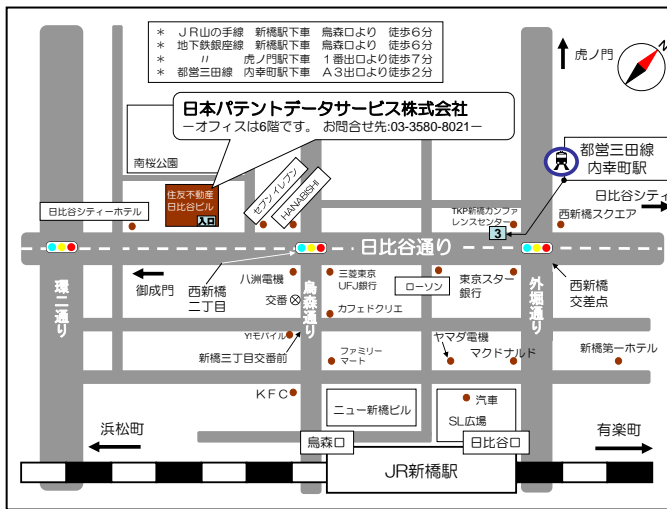 ＊　ＪＲ山の手線　新橋駅下車　烏森口より　徒歩６分
＊　地下鉄銀座線　新橋駅下車　烏森口より　徒歩６分
＊　　　〃　　　虎ノ門駅下車　１番出口より徒歩７分
＊　都営三田線　内幸町駅下車　Ａ３出口より徒歩２分
虎ノ門
N
日本パテントデータサービス株式会社
－オフィスは6階です。 お問合せ先:03-3580-8021－
南桜公園
都営三田線
内幸町駅
住友不動産
日比谷ビル
入口
セブンイレブン
HANABISHI
日比谷シティーホテル
TKP新橋カンファ
レンスセンター
3
日比谷シティ
西新橋スクエア
日比谷通り
御成門
西新橋
二丁目
八洲電機
交番
三菱東京
UFJ銀行
ローソン
東京スター
銀行
西新橋
交差点
環二通り
烏森通り
外堀通り
カフェドクリエ
Y!モバイル
新橋三丁目交番前
ファミリー
マート
ヤマダ電機
マクドナルド
新橋第一ホテル
ＫＦＣ
ニュー新橋ビル
汽車
SL広場
浜松町
烏森口
日比谷口
有楽町
JR新橋駅